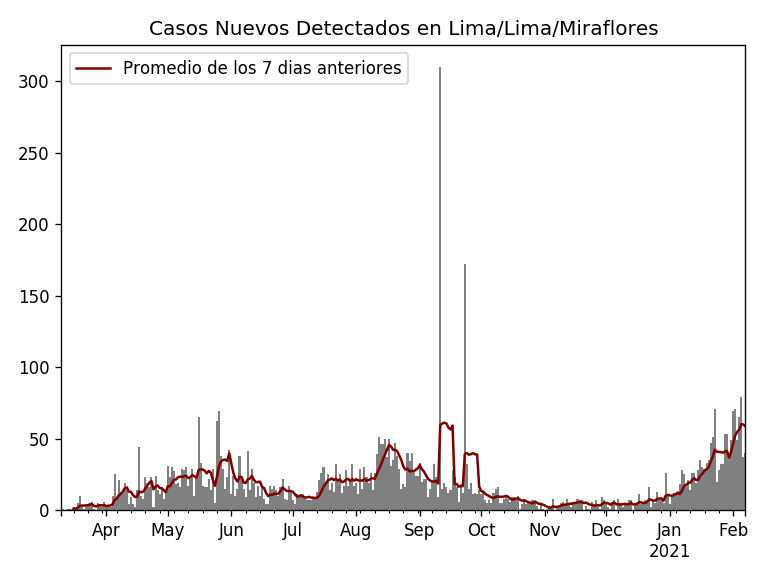 Casos Nuevos Detectados en Lima/Lima/Miraflores
Promedio de los 7 dias anteriores
300
250
200
150
100
50
0
Apr May Jun Jul Aug Sep Oct Nov Dec Jan Feb
2021